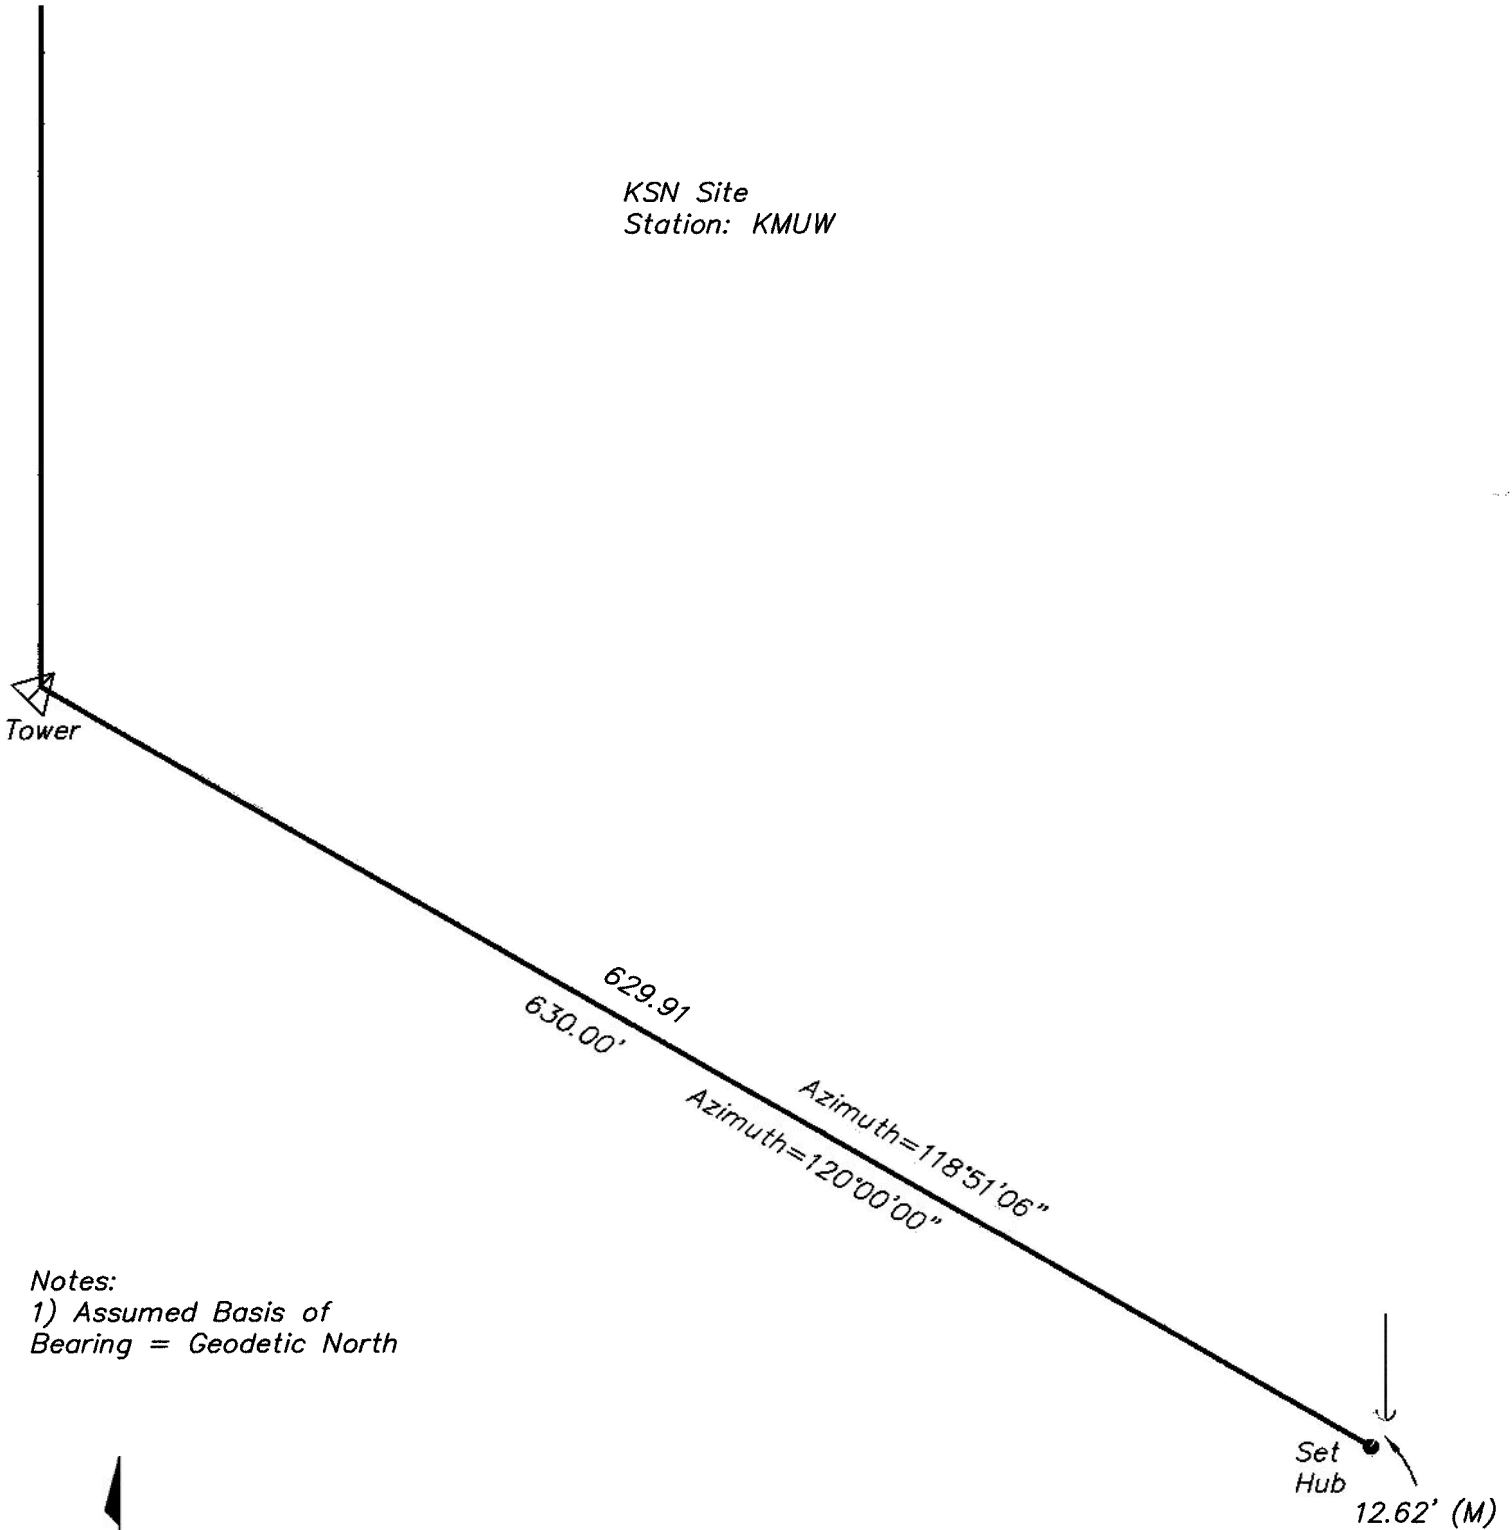 KSN Site
Station: KMUW
Tower
629.91
630.00'
Azimuth=118°51'06"
Azimuth=120°00'00"
Notes:
1) Assumed Basis of
Bearing = Geodetic North
Set
Hub
12.62' (M)